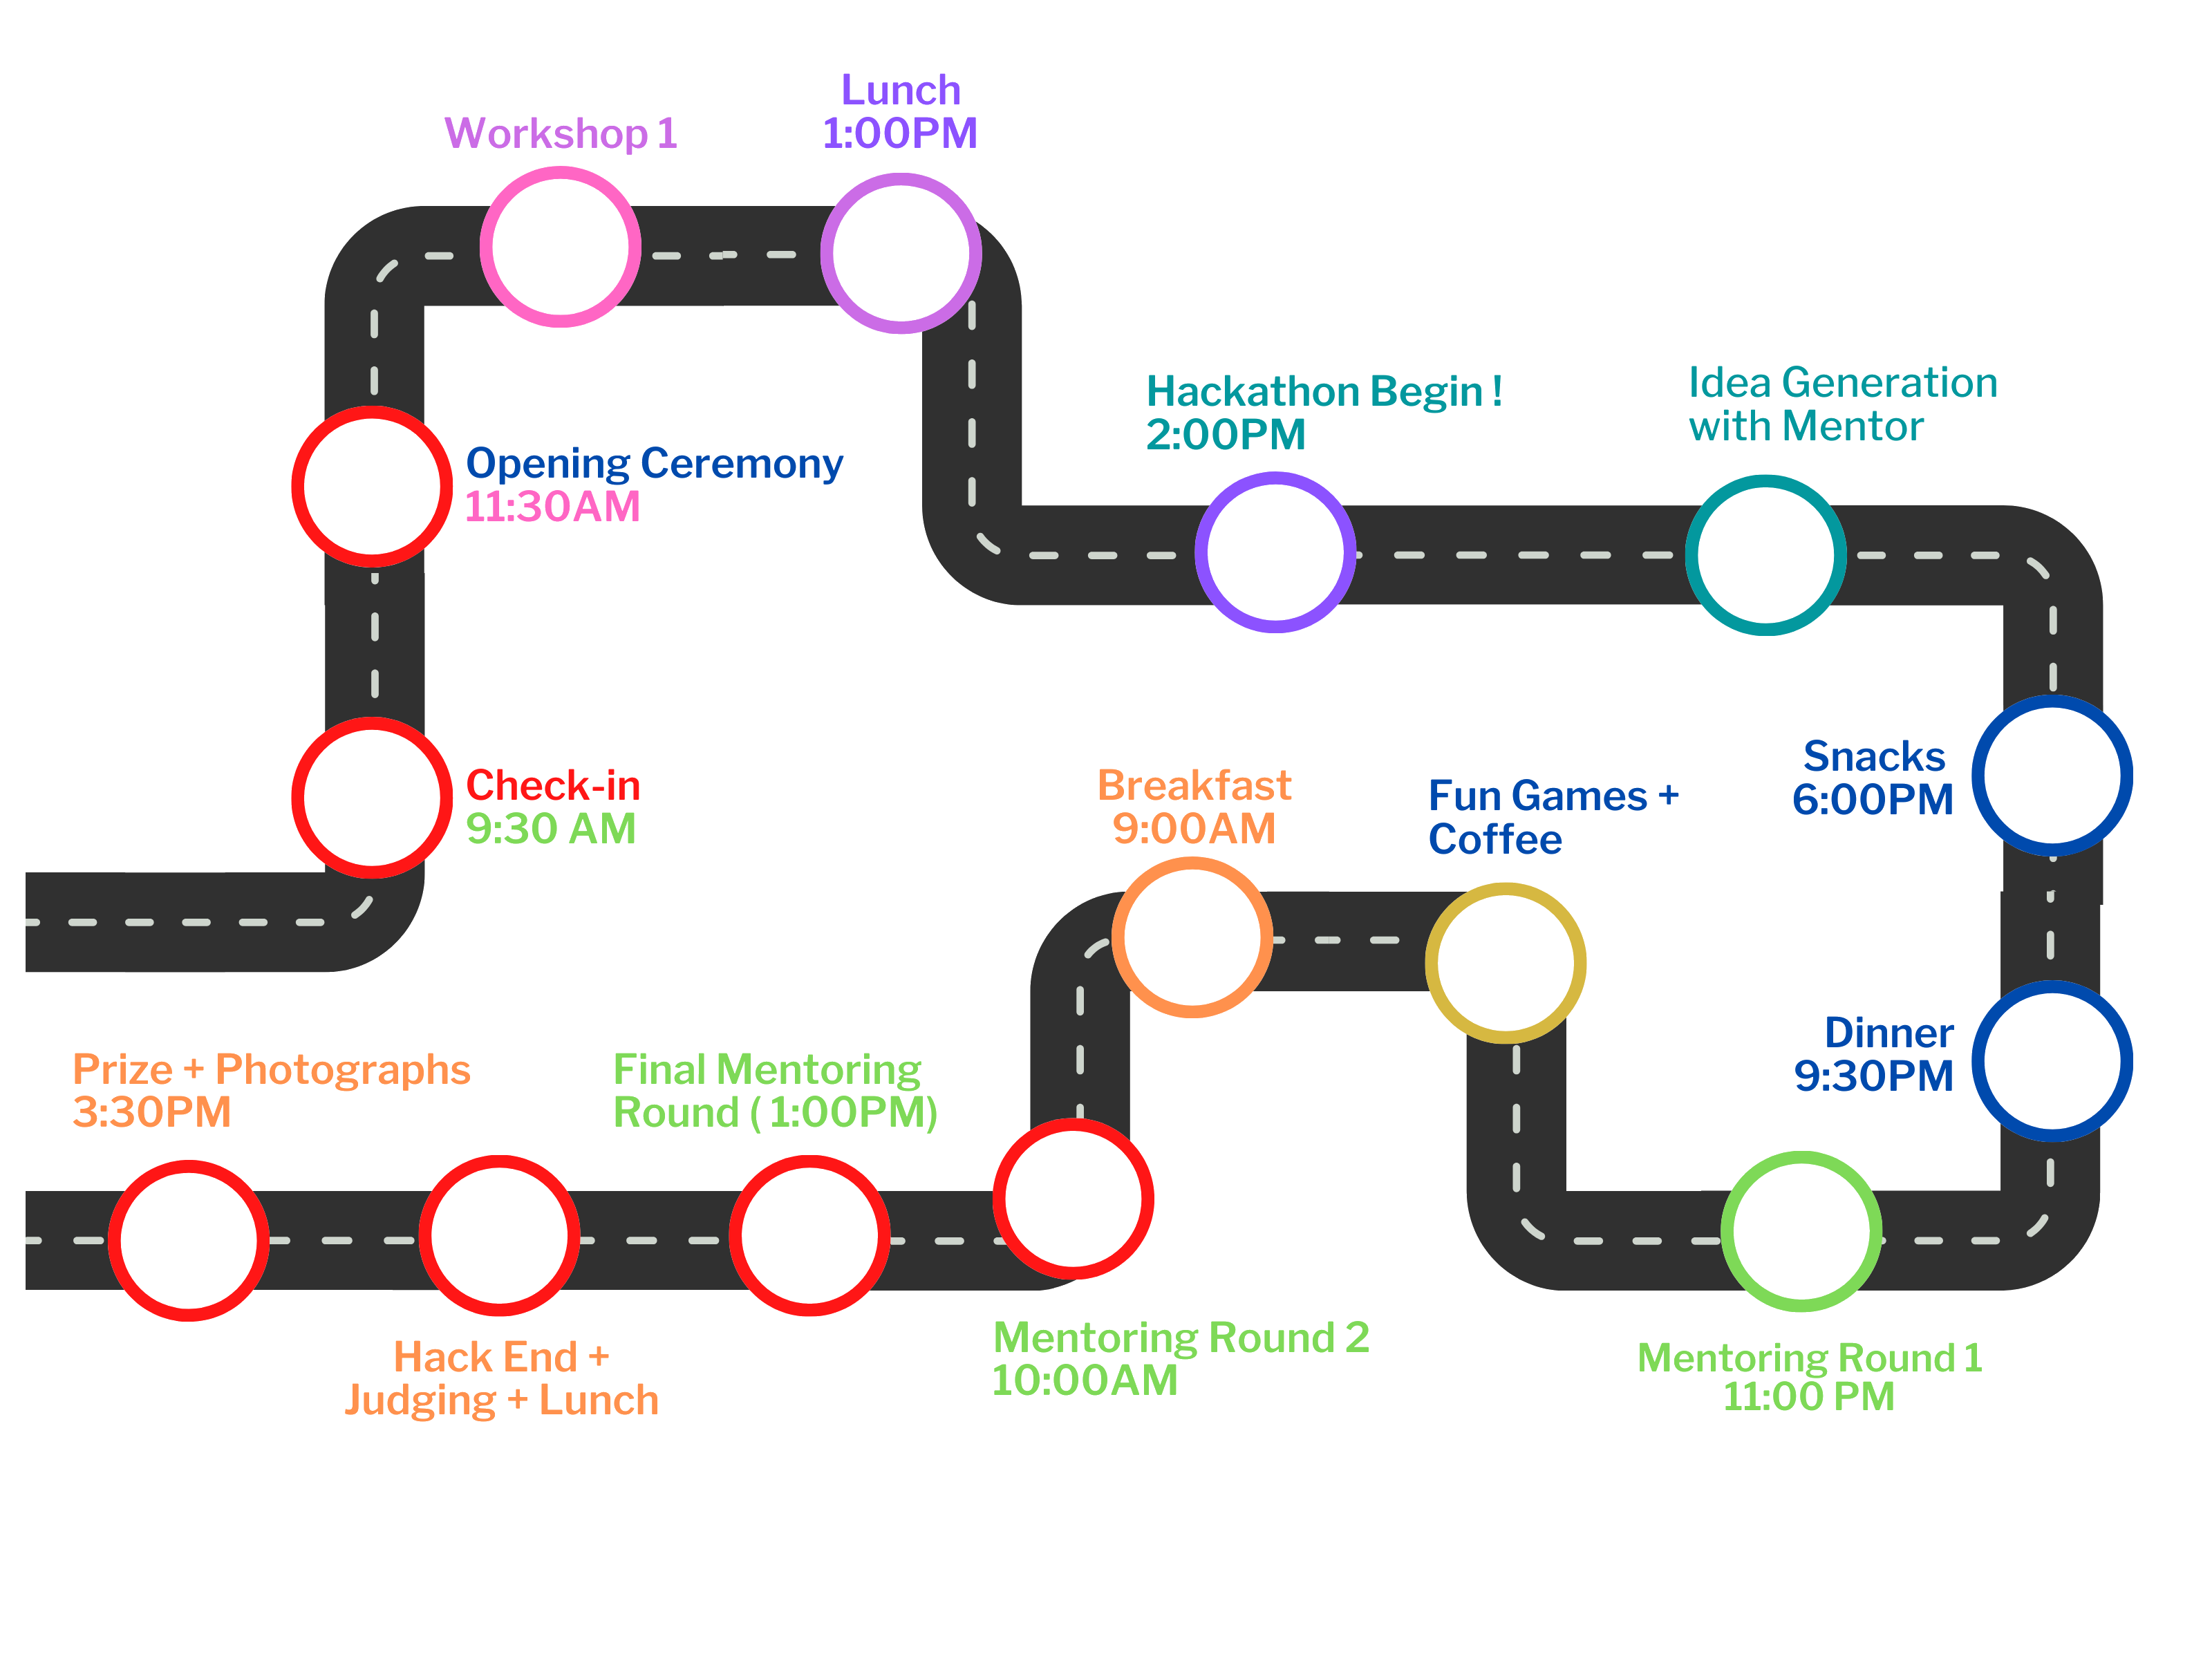 Lunch
1:00PM
Workshop 1
Hackathon Begin !
2:00PM
Idea Generation
with Mentor
Opening Ceremony
11:30AM
Snacks
6:00PM
Check-in
9:30 AM
Breakfast
9:00AM
Fun Games +
Coffee
Dinner
9:30PM
Prize + Photographs
3:30PM
Final Mentoring
Round ( 1:00PM)
Mentoring Round 2
10:00AM
Hack End +
Judging + Lunch
Mentoring Round 1
11:00 PM